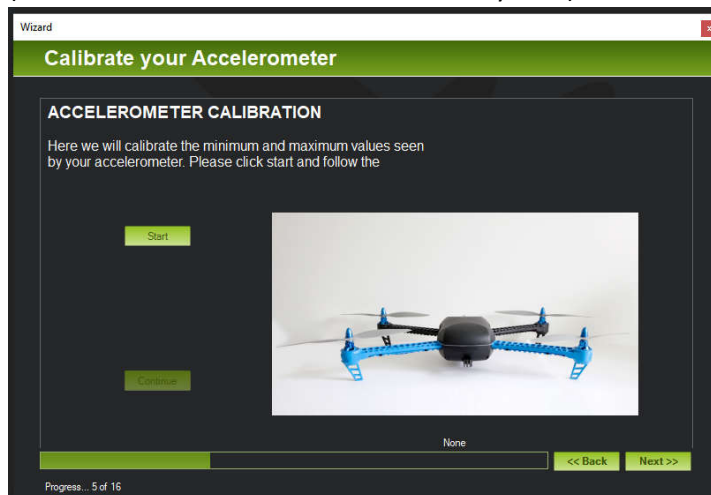 Wizard
Calibrate your Accelerometer
ACCELEROMETER CALIBRATION
Here we will calibrate the minimum and maximum values seen
by your accelerometer. Please click start and follow the
Start
Continue
None
<< Back
Next >>
Progress... 5 of 16